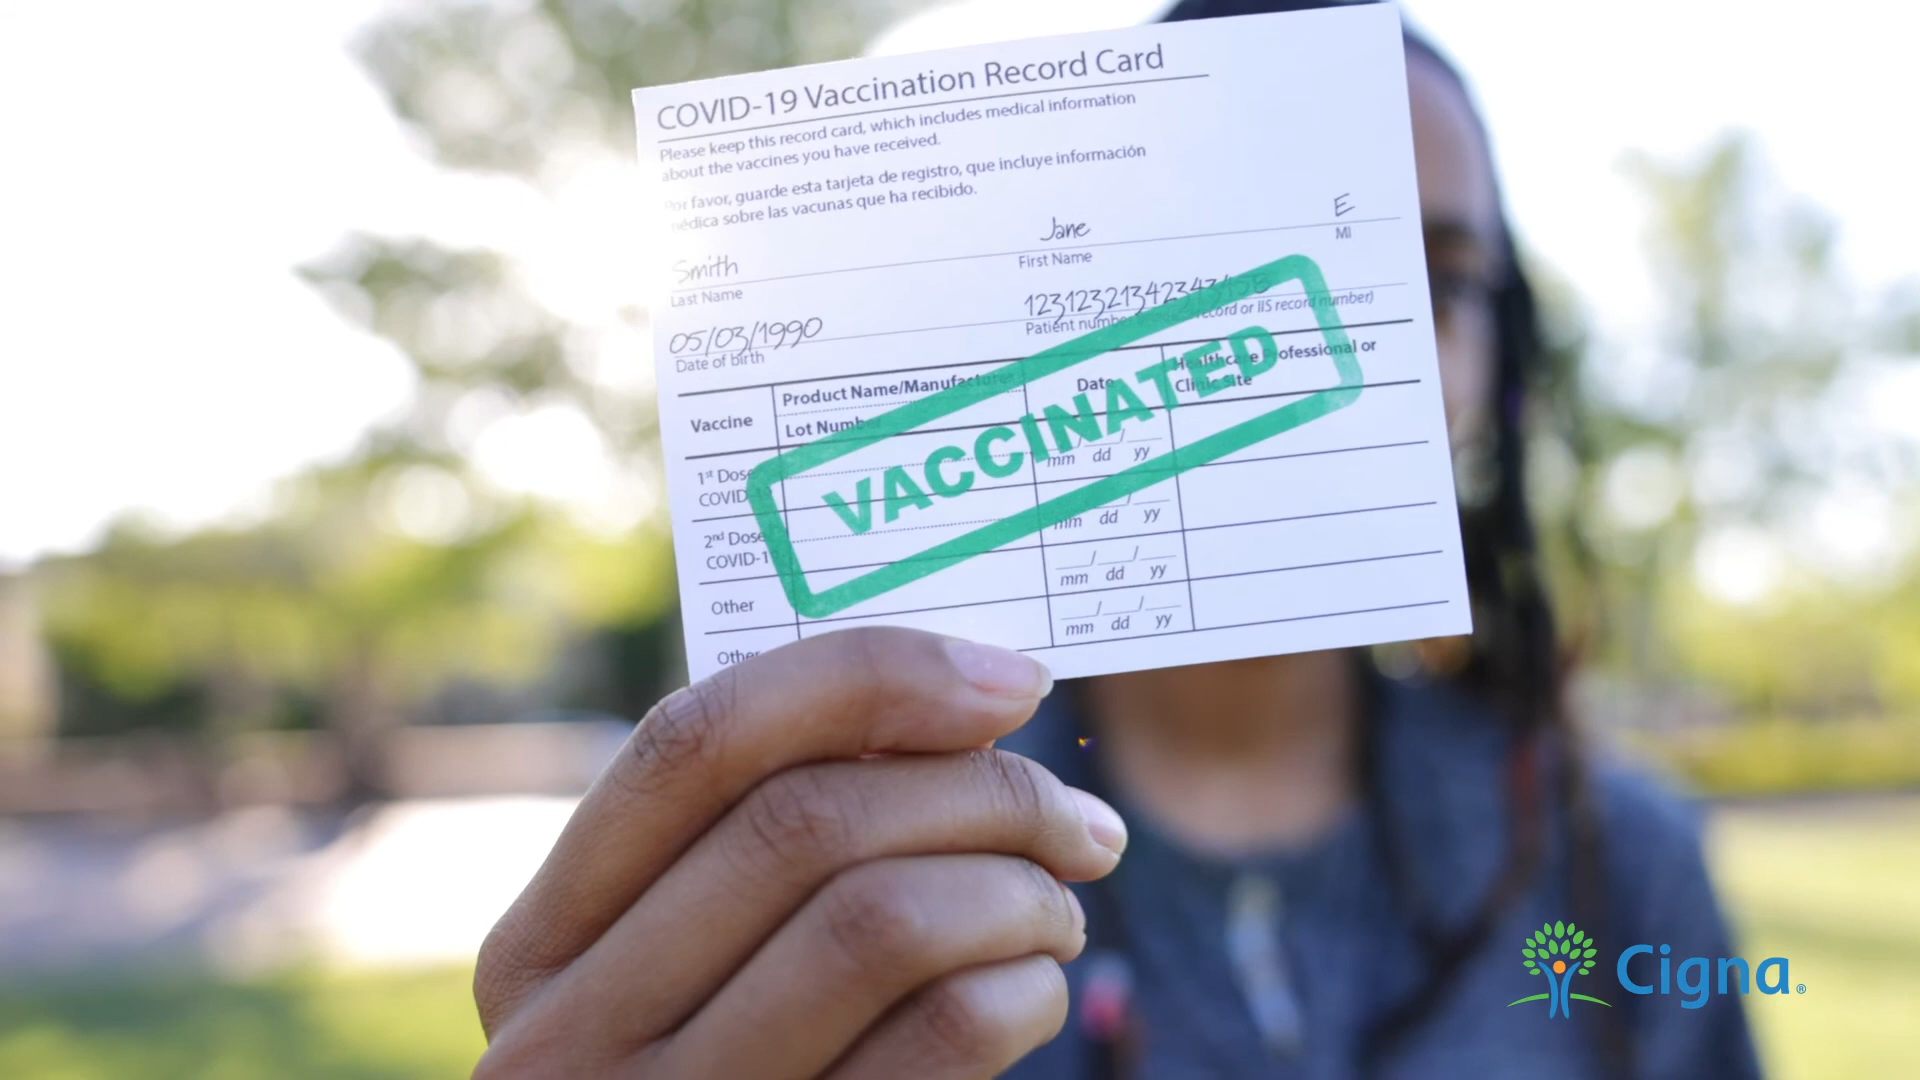 COVID-19 Vaccination Record Card
Please keep this record card, which includes medical information
about the vaccines you have received.
Por favor, guarde esta tarjeta de registro, que incluye información
médica sobre las vacunas que ha recibido.
Smith Jane E
Last Name First Name MI
05/03/1990
Date of birth Patient number record or IIS record number)
Vaccine Product Name/Manufacturer Date Healthcare Professional or
Lot Number Clinic Site
VACCINATED
1st Dose
COVID-19
mm dd yy
2nd Dose
COVID-19
mm dd yy
Other
mm dd yy
Other
mm dd yy
Cigna®